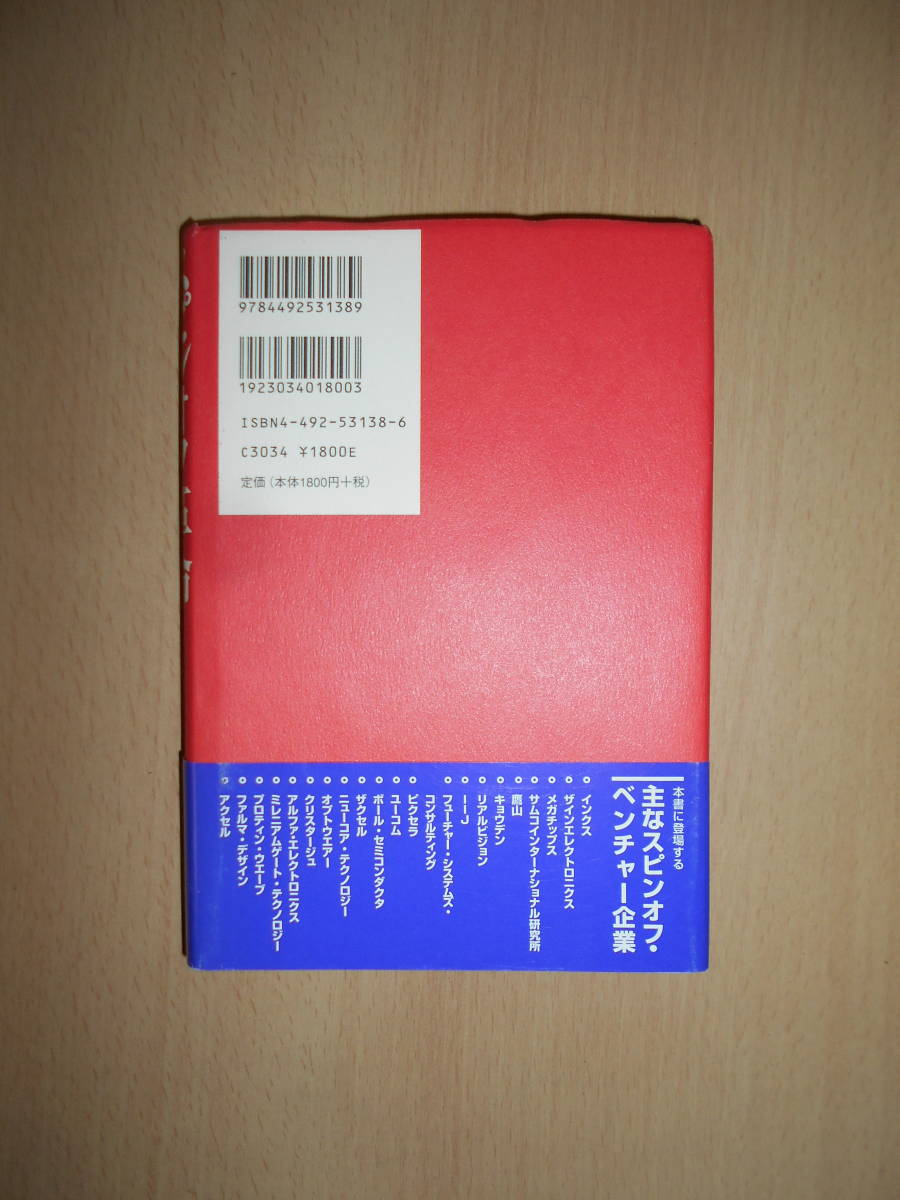 9784492531389
1923034018003
ISBN4-492-53138-6
C3034 ¥1800E
定価(本体1800円+税)
本書に登場する
主なスピンオフ・
ベンチャー企業
インクス
ザインエレクトロニクス
メガチップス
サムコインターナショナル研究所
鷹山
キョウデン
リアルビジョン
IIJ
フューチャー・システムズ・
コンサルティング
ピクセラ
ユーコム
ポール・セミコンダクタ
ザクセル
ニューコア・テクノロジー
オフトウエアー
クリスタージュ
アルファ・エレクトロニクス
ミレニアムゲート・テクノロジー
プロティン・ウエーブ
ファルマ・デザイン
アクセル